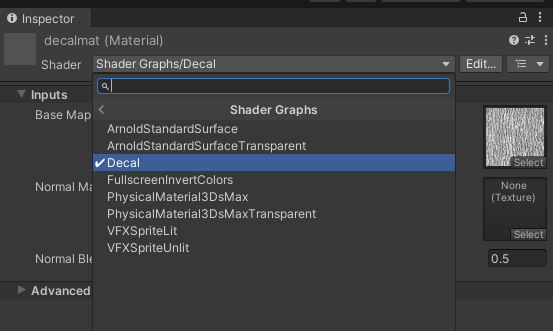 Inspector
decalmat (Material)
Shader Shader Graphs/Decal Edit...
Inputs
Shader Graphs
Base Map
ArnoldStandardSurface
ArnoldStandardSurfaceTransparent
Decal
Select
FullscreenInvertColors
Normal Ma
None
(Texture)
PhysicalMaterial3DsMax
PhysicalMaterial3DsMaxTransparent
VFXSpriteLit
Select
VFXSpriteUnlit
Normal Ble
0.5
Advanced